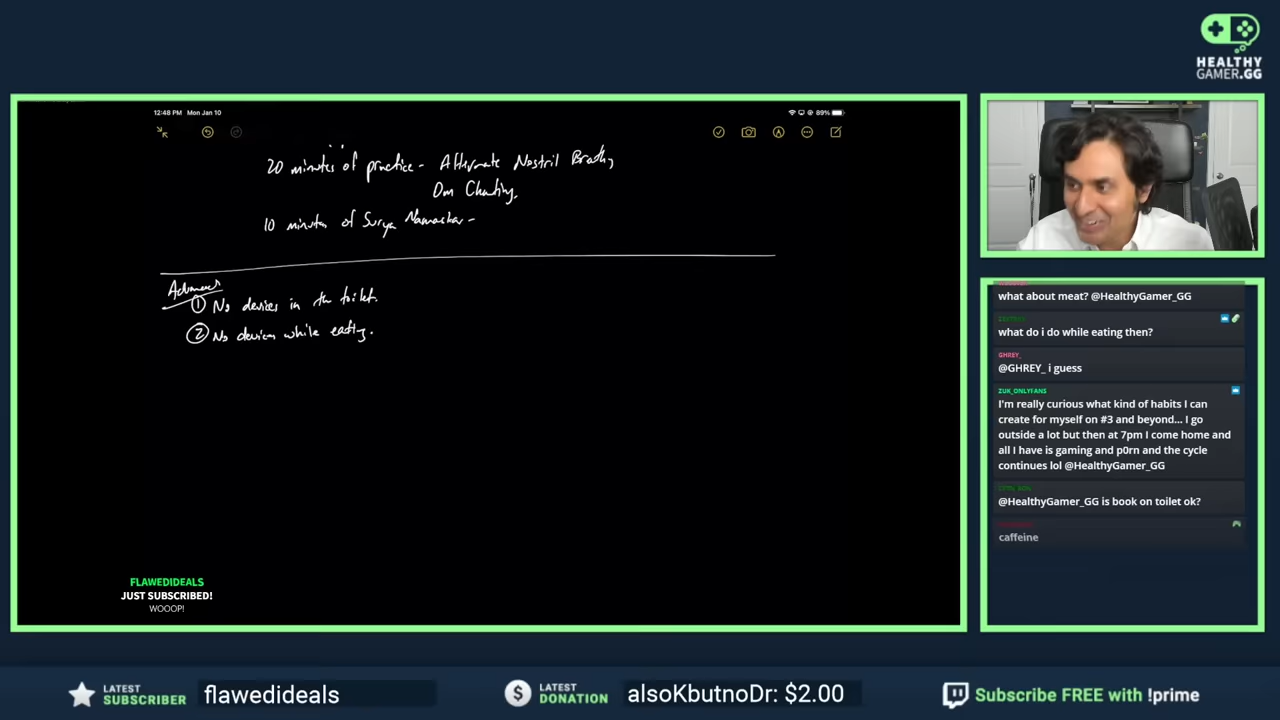 HEALTHY
GAMER.GG
12:48 PM Mon Jan 10
89%
20 minutes of practice - Alternate Nostril Breath,
Om Chanting.
10 minutes of Surya Namaskar -
Advanced
① No devices in the toilet.
② No devices while eating.
what about meat? @HealthyGamer_GG
what do i do while eating then?
GHREY_
@GHREY_ i guess
ZUK_ONLYFANS
I'm really curious what kind of habits I can
create for myself on #3 and beyond... I go
outside a lot but then at 7pm I come home and
all I have is gaming and p0rn and the cycle
continues lol @HealthyGamer_GG
@HealthyGamer_GG is book on toilet ok?
caffeine
FLAWEDIDEALS
JUST SUBSCRIBED!
WOOOP!
LATEST
SUBSCRIBER
flawedideals
LATEST
DONATION
alsoKbutnoDr: $2.00
Subscribe FREE with !prime